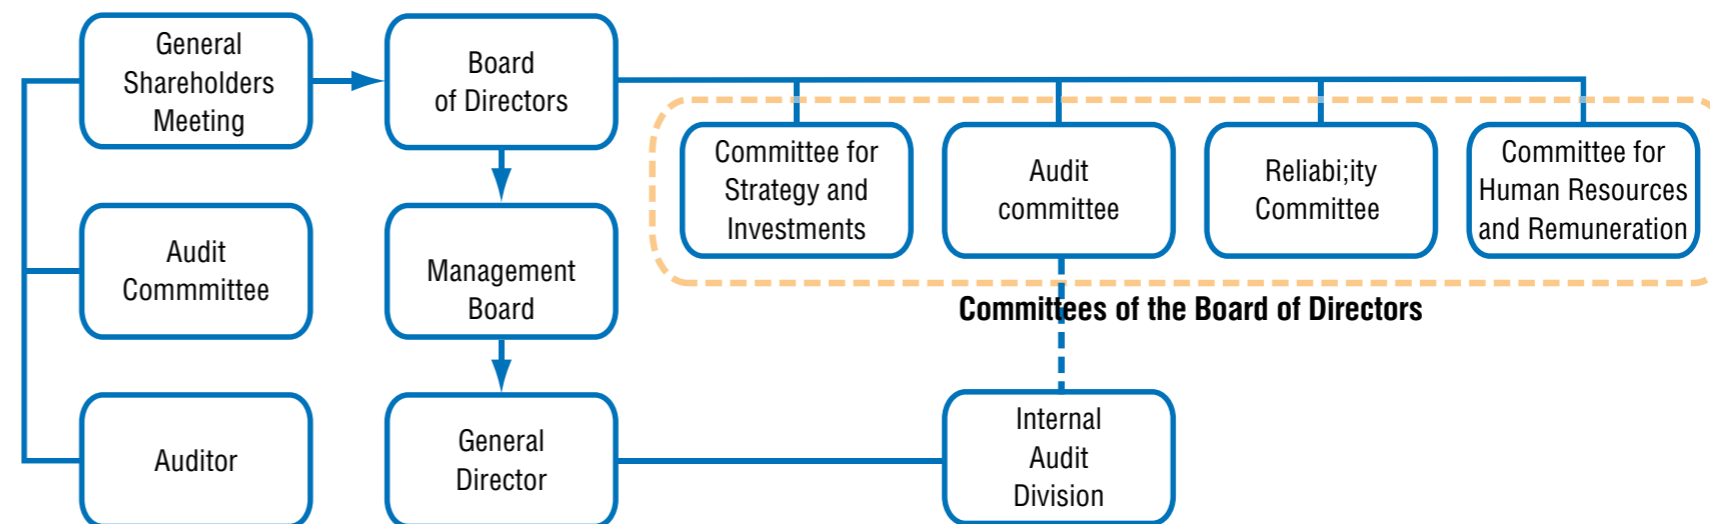 General
Shareholders
Meeting
Board
of Directors
Committee for
Strategy and
Investments
Audit
committee
Reliabi;ity
Committee
Committee for
Human Resources
and Remuneration
Audit
Commmittee
Management
Board
Committees of the Board of Directors
Auditor
General
Director
Internal
Audit
Division